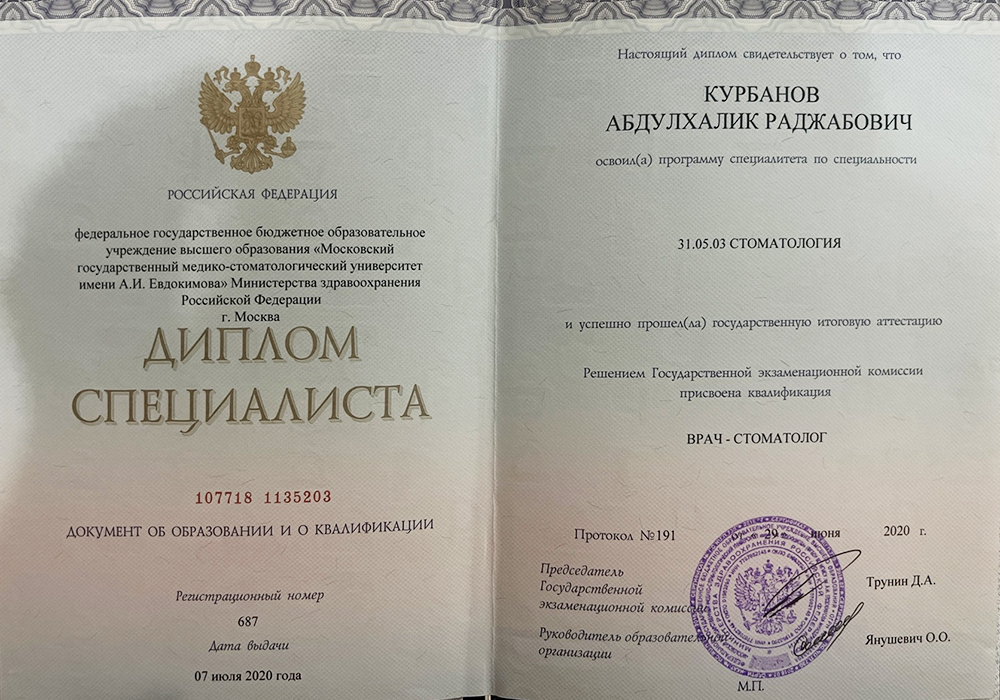 РОССИЙСКАЯ ФЕДЕРАЦИЯ
федеральное государственное бюджетное образовательное
учреждение высшего образования «Московский
государственный медико-стоматологический университет
имени А.И. Евдокимова» Министерства здравоохранения
Российской Федерации
г. Москва
ДИПЛОМ
СПЕЦИАЛИСТА
107718 1135203
ДОКУМЕНТ ОБ ОБРАЗОВАНИИ И О КВАЛИФИКАЦИИ
Регистрационный номер
687
Дата выдачи
07 июля 2020 года
Настоящий диплом свидетельствует о том, что
КУРБАНОВ
АБДУЛХАЛИК РАДЖАБОВИЧ
освоил(а) программу специалитета по специальности
31.05.03 СТОМАТОЛОГИЯ
и успешно прошел(ла) государственную итоговую аттестацию
Решением Государственной экзаменационной комиссии
присвоена квалификация
ВРАЧ - СТОМАТОЛОГ
Протокол №191 от « 29 » июня 2020 г.
Председатель
Государственной
экзаменационной комиссии
Трунин Д.А.
Руководитель образовательной
организации
Янушевич О.О.
М.П.